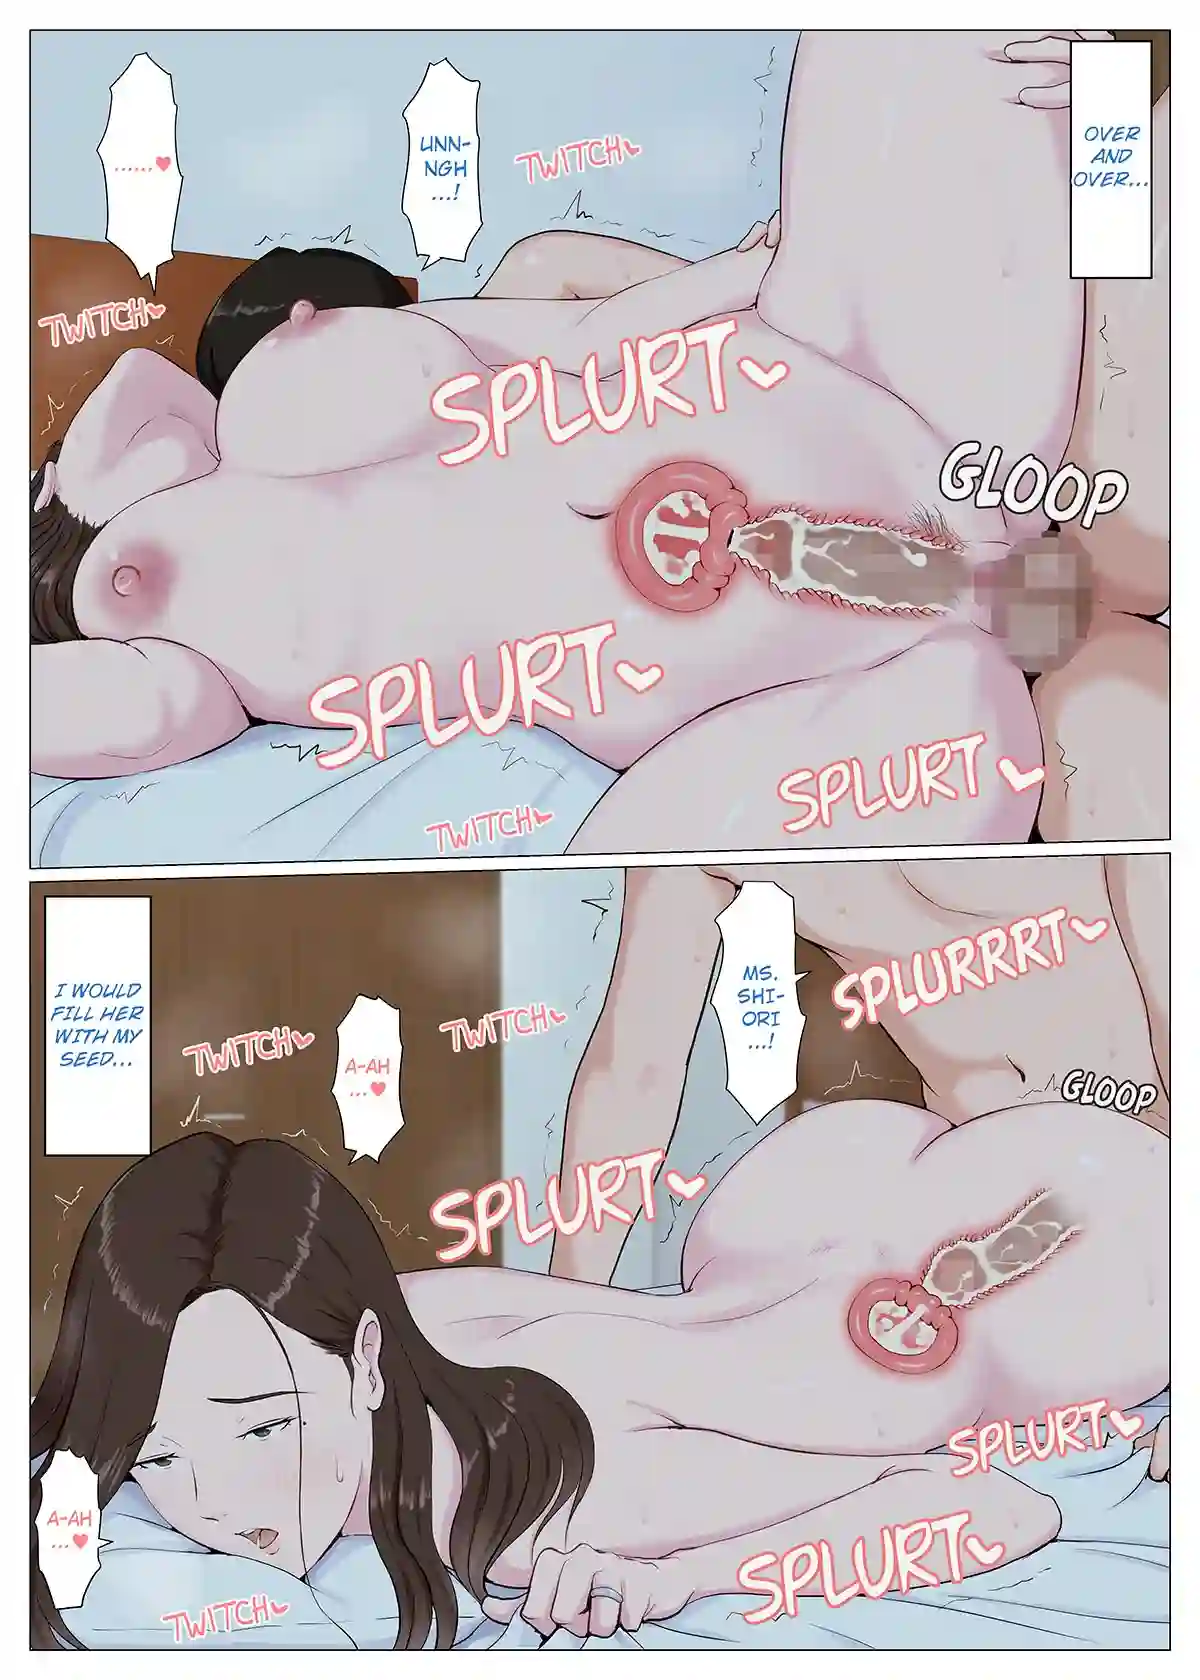 OVER
AND
OVER...
UNN-
NGH
...!
......♥
TWITCH♥
TWITCH♥
SPLURT♥
GLOOP
SPLURT♥
SPLURT♥
TWITCH♥
MS.
SHI-
ORI
...!
SPLURRRT♥
I WOULD
FILL HER
WITH MY
SEED...
A-AH
...♥
TWITCH♥
TWITCH♥
GLOOP
SPLURT♥
SPLURT♥
A-AH
...♥
SPLURT♥
TWITCH♥